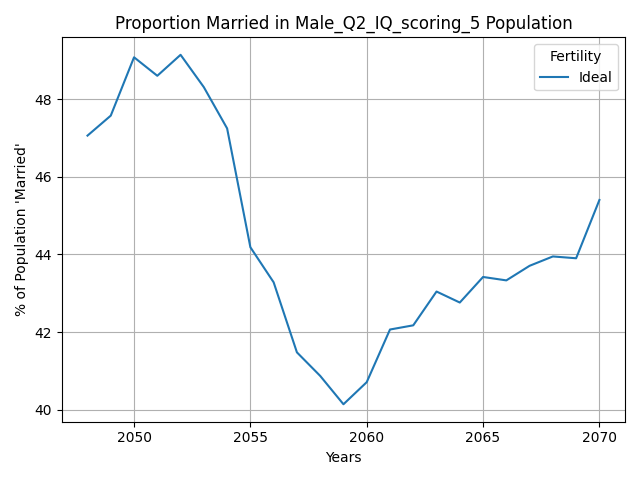 Proportion Married in Male_Q2_IQ_scoring_5 Population
Fertility
Ideal
% of Population 'Married'
48
46
44
42
40
2050 2055 2060 2065 2070
Years